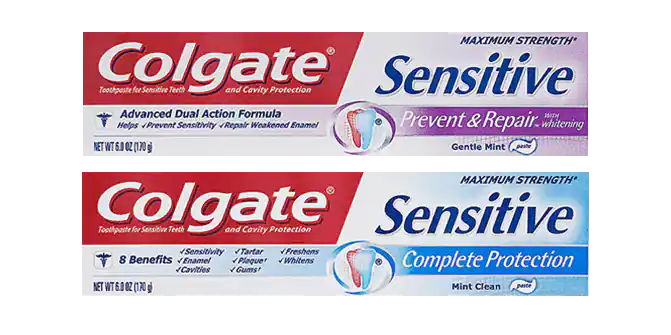 Colgate®
Toothpaste for Sensitive Teeth and Cavity Protection
MAXIMUM STRENGTH*
Sensitive
Advanced Dual Action Formula
Helps ✓Prevent Sensitivity ✓Repair Weakened Enamel
Prevent & Repair™ WITH whitening
NET WT 6.0 OZ (170 g)
Gentle Mint paste
Colgate®
Toothpaste for Sensitive Teeth and Cavity Protection
MAXIMUM STRENGTH*
Sensitive
8 Benefits
✓Sensitivity ✓Tartar ✓Freshens
✓Enamel ✓Plaque† ✓Whitens
✓Cavities ✓Gums†
®
Complete Protection
NET WT 6.0 OZ (170 g)
Mint Clean paste